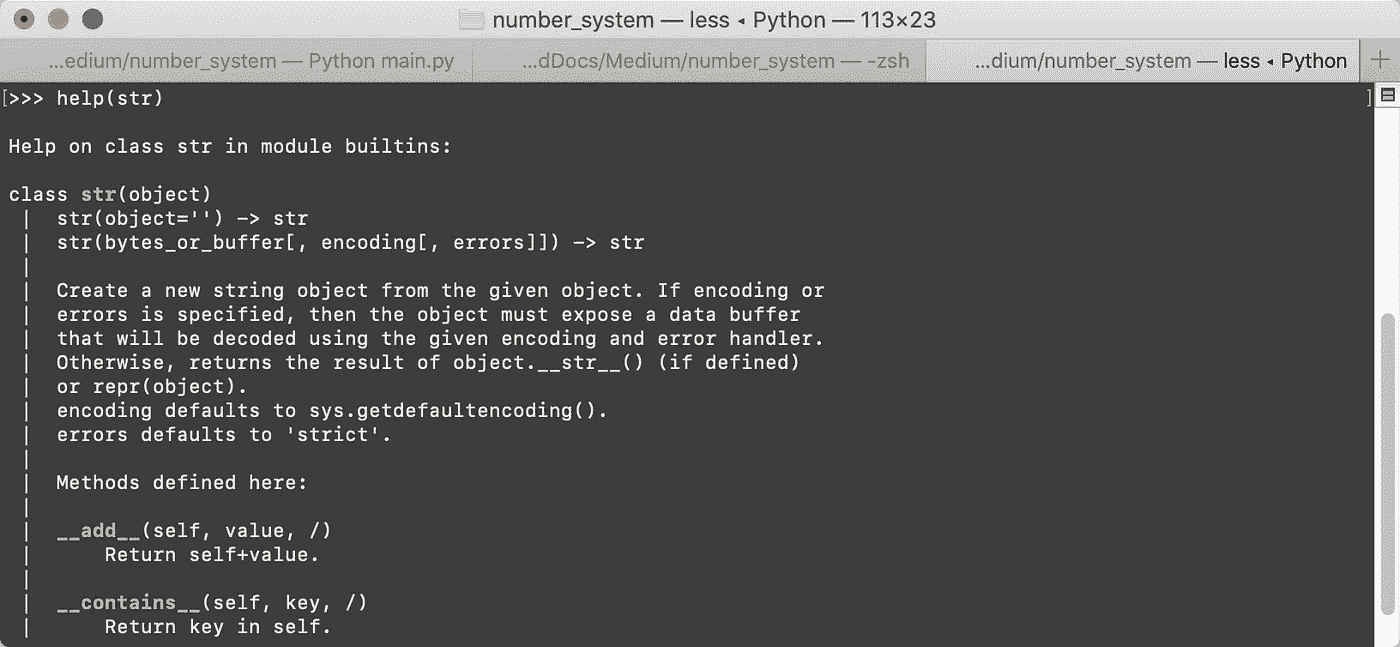 number_system — less ◂ Python — 113×23
...edium/number_system — Python main.py
...dDocs/Medium/number_system — -zsh
...dium/number_system — less ◂ Python
[>>> help(str) ]
Help on class str in module builtins:
class str(object)
 |  str(object='') -> str
 |  str(bytes_or_buffer[, encoding[, errors]]) -> str
 |
 |  Create a new string object from the given object. If encoding or
 |  errors is specified, then the object must expose a data buffer
 |  that will be decoded using the given encoding and error handler.
 |  Otherwise, returns the result of object.__str__() (if defined)
 |  or repr(object).
 |  encoding defaults to sys.getdefaultencoding().
 |  errors defaults to 'strict'.
 |
 |  Methods defined here:
 |
 |  __add__(self, value, /)
 |      Return self+value.
 |
 |  __contains__(self, key, /)
 |      Return key in self.